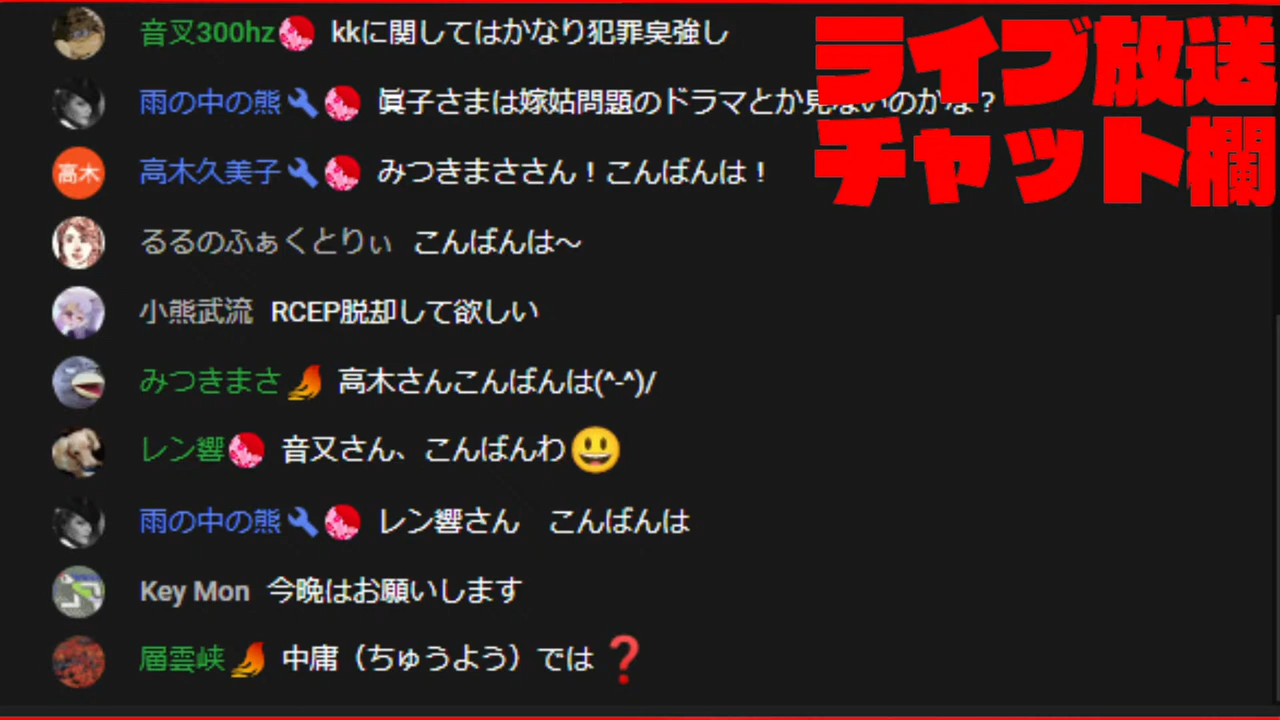 音叉300hz kkに関してはかなり犯罪臭強し
雨の中の熊 眞子さまは嫁姑問題のドラマとか見ないのかな？
高木 高木久美子 みつきまささん！こんばんは！
るるのふぁくとりぃ こんばんは〜
小熊武流 RCEP脱却して欲しい
みつきまさ 高木さんこんばんは(^-^)/
レン響 音又さん、こんばんわ😃
雨の中の熊 レン響さん　こんばんは
Key Mon 今晩はお願いします
層雲峡 中庸（ちゅうよう）では❓
ライブ放送
チャット欄